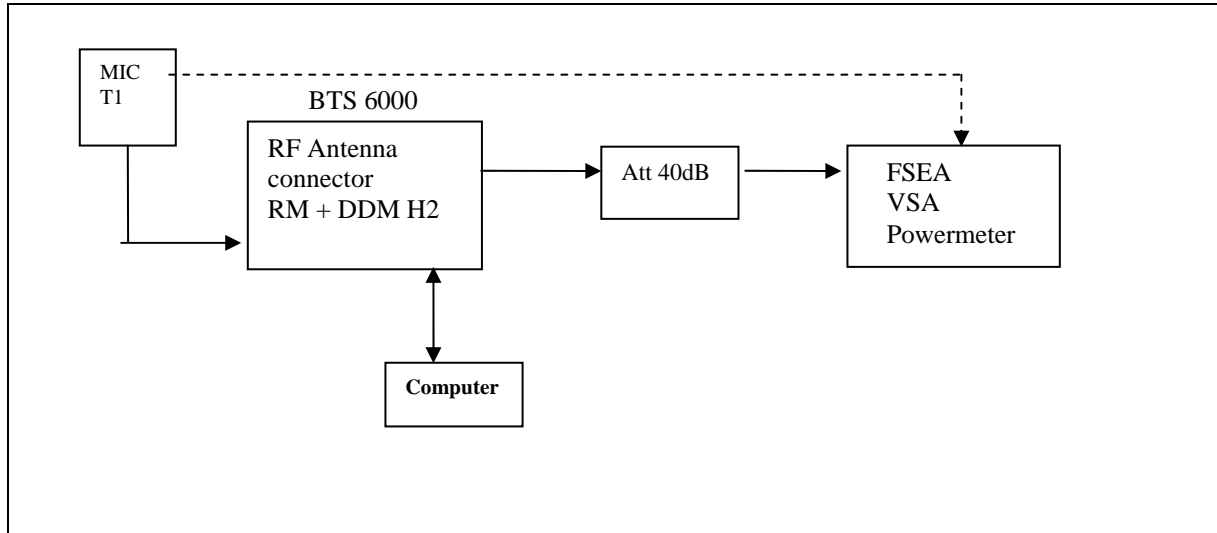 MIC
T1
BTS 6000
RF Antenna
connector
RM + DDM H2
Att 40dB
FSEA
VSA
Powermeter
Computer